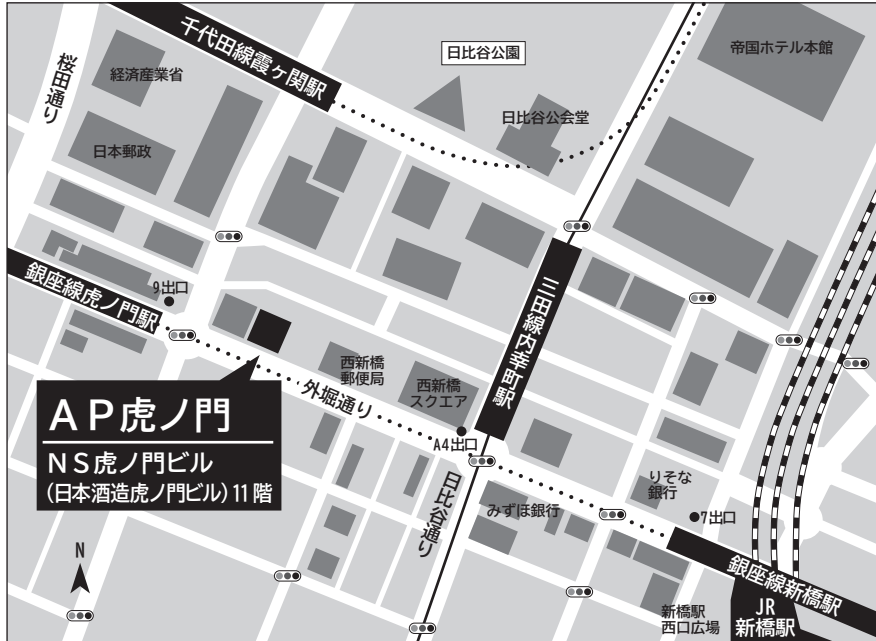 千代田線霞ヶ関駅
日比谷公園
帝国ホテル本館
桜田通り
経済産業省
日比谷公会堂
日本郵政
9出口
銀座線虎ノ門駅
三田線内幸町駅
西新橋
郵便局
西新橋
スクエア
外堀通り
AP虎ノ門
NS虎ノ門ビル
(日本酒造虎ノ門ビル)11階
A4出口
日比谷通り
みずほ銀行
りそな
銀行
7出口
N
銀座線新橋駅
新橋駅
西口広場
JR
新橋駅